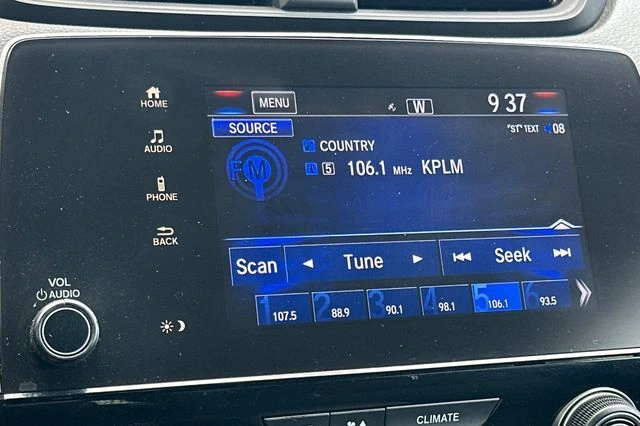 HOME
AUDIO
PHONE
BACK
VOL
AUDIO
MENU
W
9 37
SOURCE
"ST" TEXT 08
COUNTRY
FM
5 106.1 MHz KPLM
Scan Tune Seek
1 107.5 2 88.9 3 90.1 4 98.1 5 106.1 6 93.5
CLIMATE